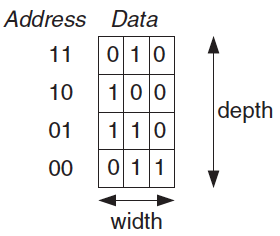 Address Data
11 0 1 0
10 1 0 0
01 1 1 0
00 0 1 1
depth
width